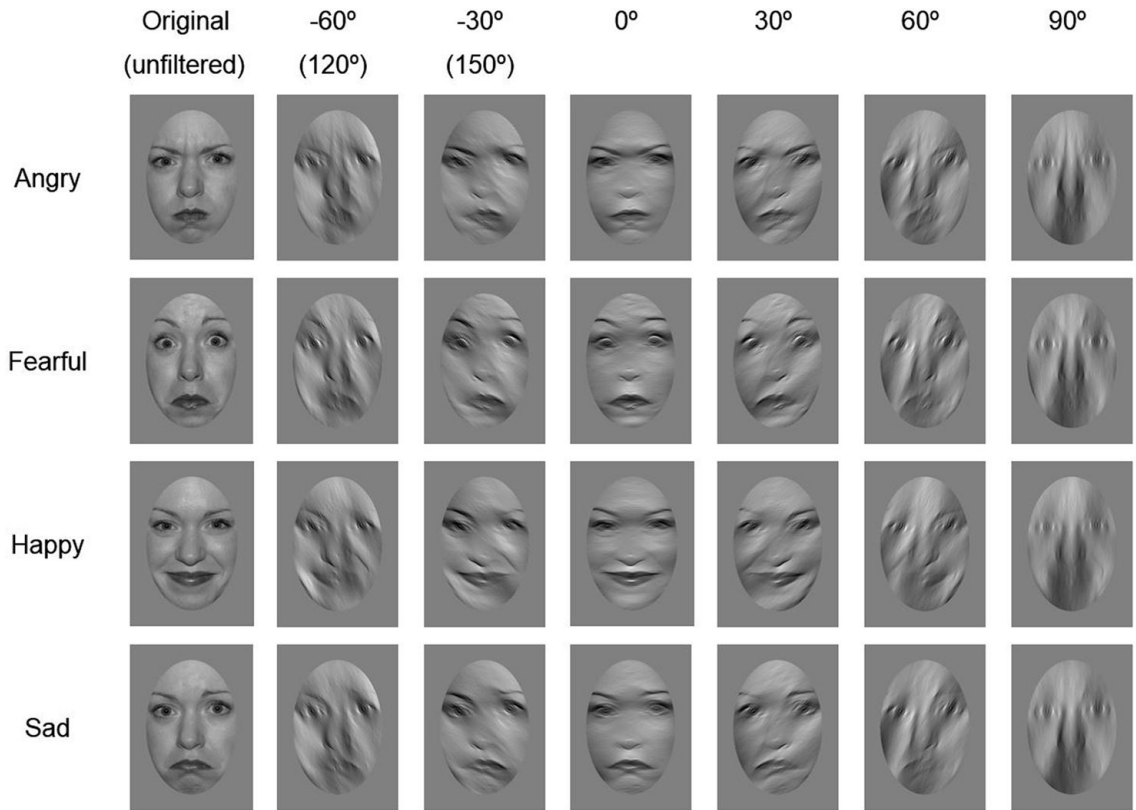 Original -60º -30º 0º 30º 60º 90º
(unfiltered) (120º) (150º)
Angry
Fearful
Happy
Sad